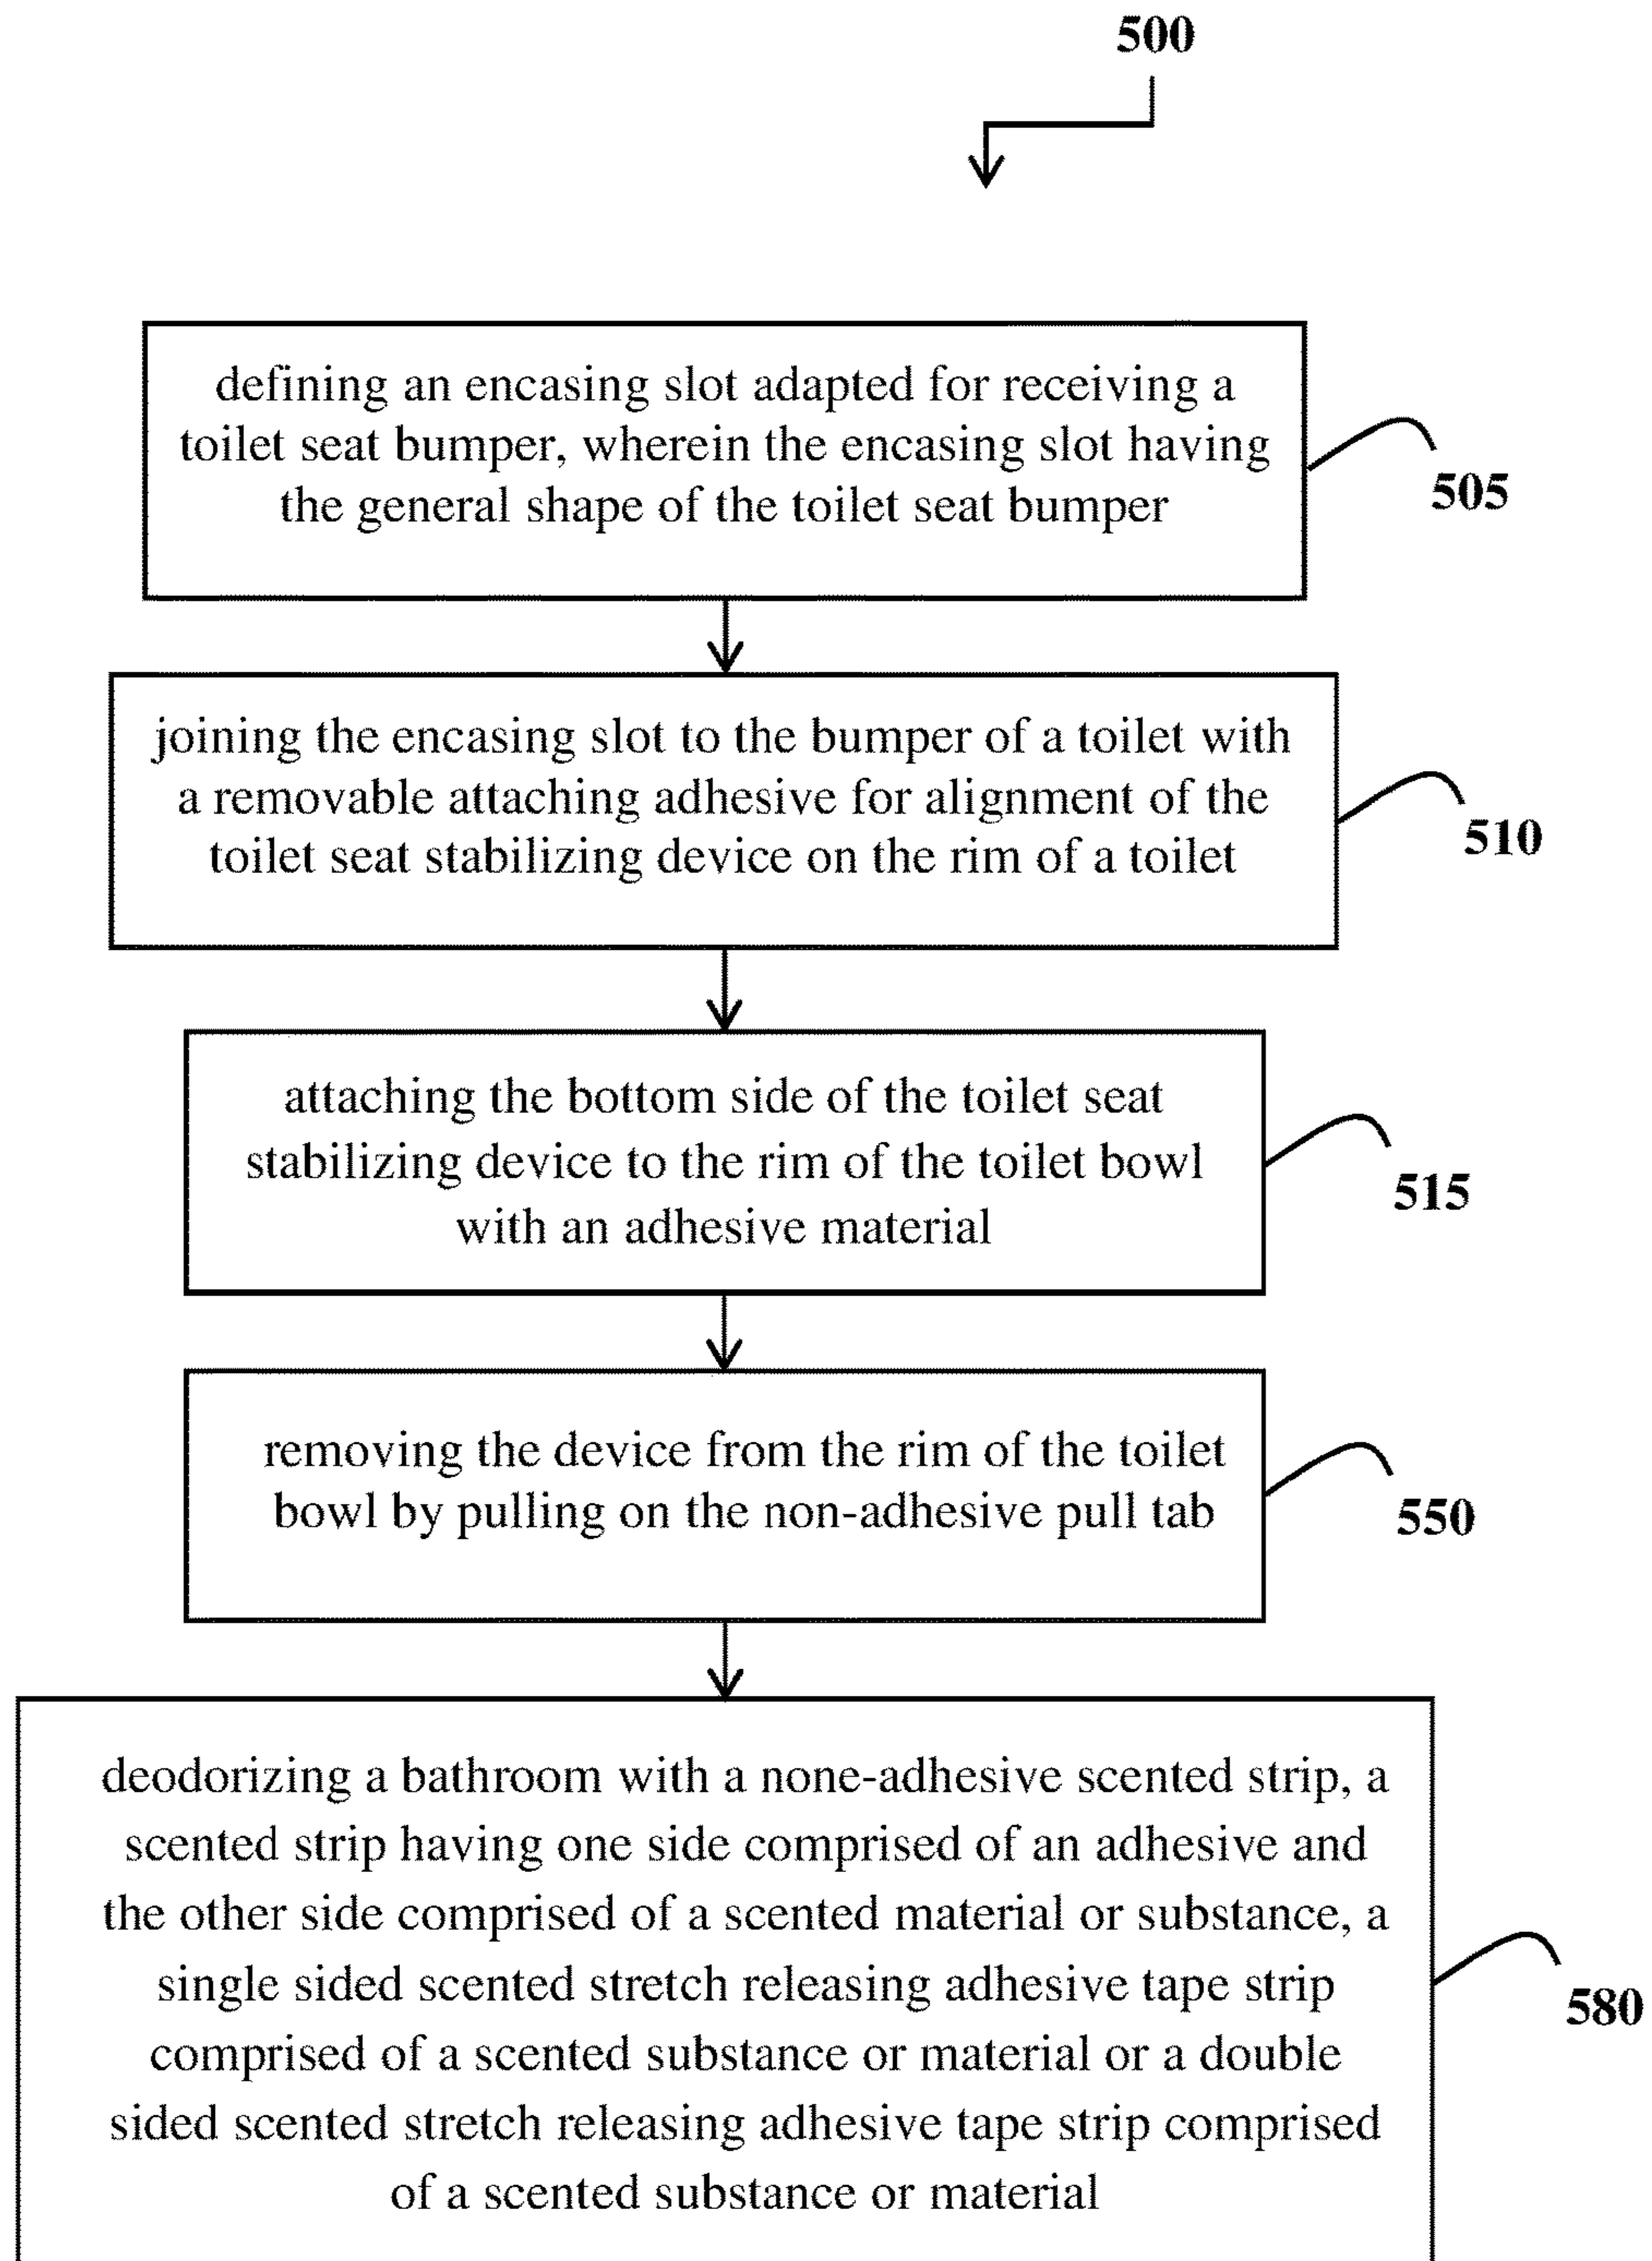 500
defining an encasing slot adapted for receiving a
toilet seat bumper, wherein the encasing slot having
the general shape of the toilet seat bumper
505
joining the encasing slot to the bumper of a toilet with
a removable attaching adhesive for alignment of the
toilet seat stabilizing device on the rim of a toilet
510
attaching the bottom side of the toilet seat
stabilizing device to the rim of the toilet bowl
with an adhesive material
515
removing the device from the rim of the toilet
bowl by pulling on the non-adhesive pull tab
550
deodorizing a bathroom with a none-adhesive scented strip, a
scented strip having one side comprised of an adhesive and
the other side comprised of a scented material or substance, a
single sided scented stretch releasing adhesive tape strip
comprised of a scented substance or material or a double
sided scented stretch releasing adhesive tape strip comprised
of a scented substance or material
580